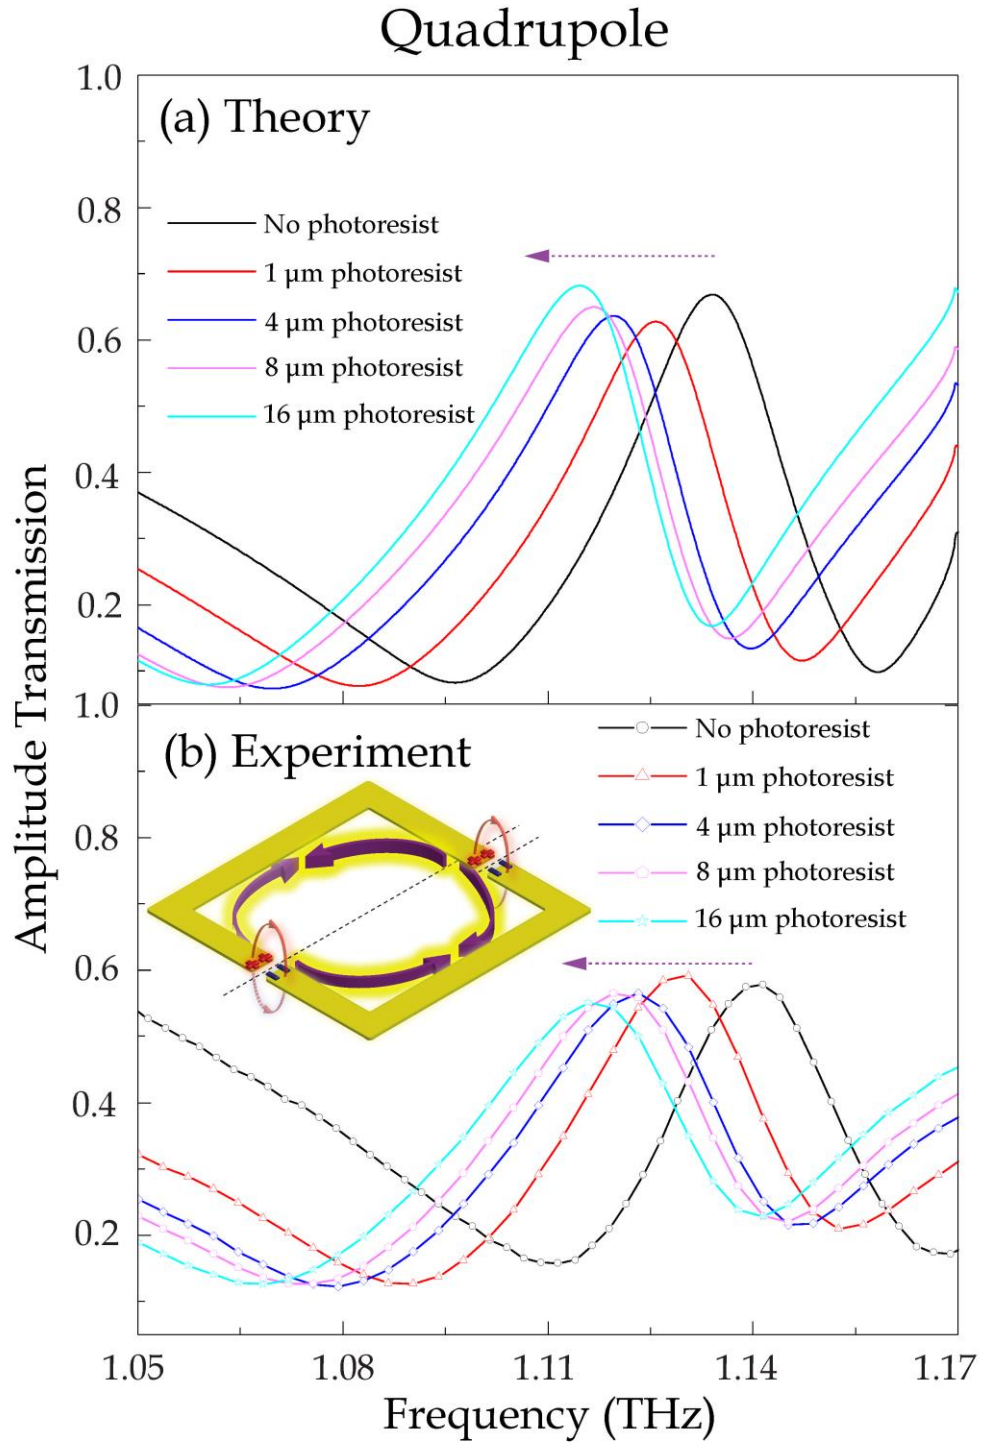 Quadrupole
1.0
(a) Theory
0.8
No photoresist
1 µm photoresist
4 µm photoresist
0.6
8 µm photoresist
16 µm photoresist
0.4
0.2
Amplitude Transmission
1.0
(b) Experiment
No photoresist
1 µm photoresist
0.8
4 µm photoresist
8 µm photoresist
16 µm photoresist
0.6
0.4
0.2
1.05 1.08 1.11 1.14 1.17
Frequency (THz)